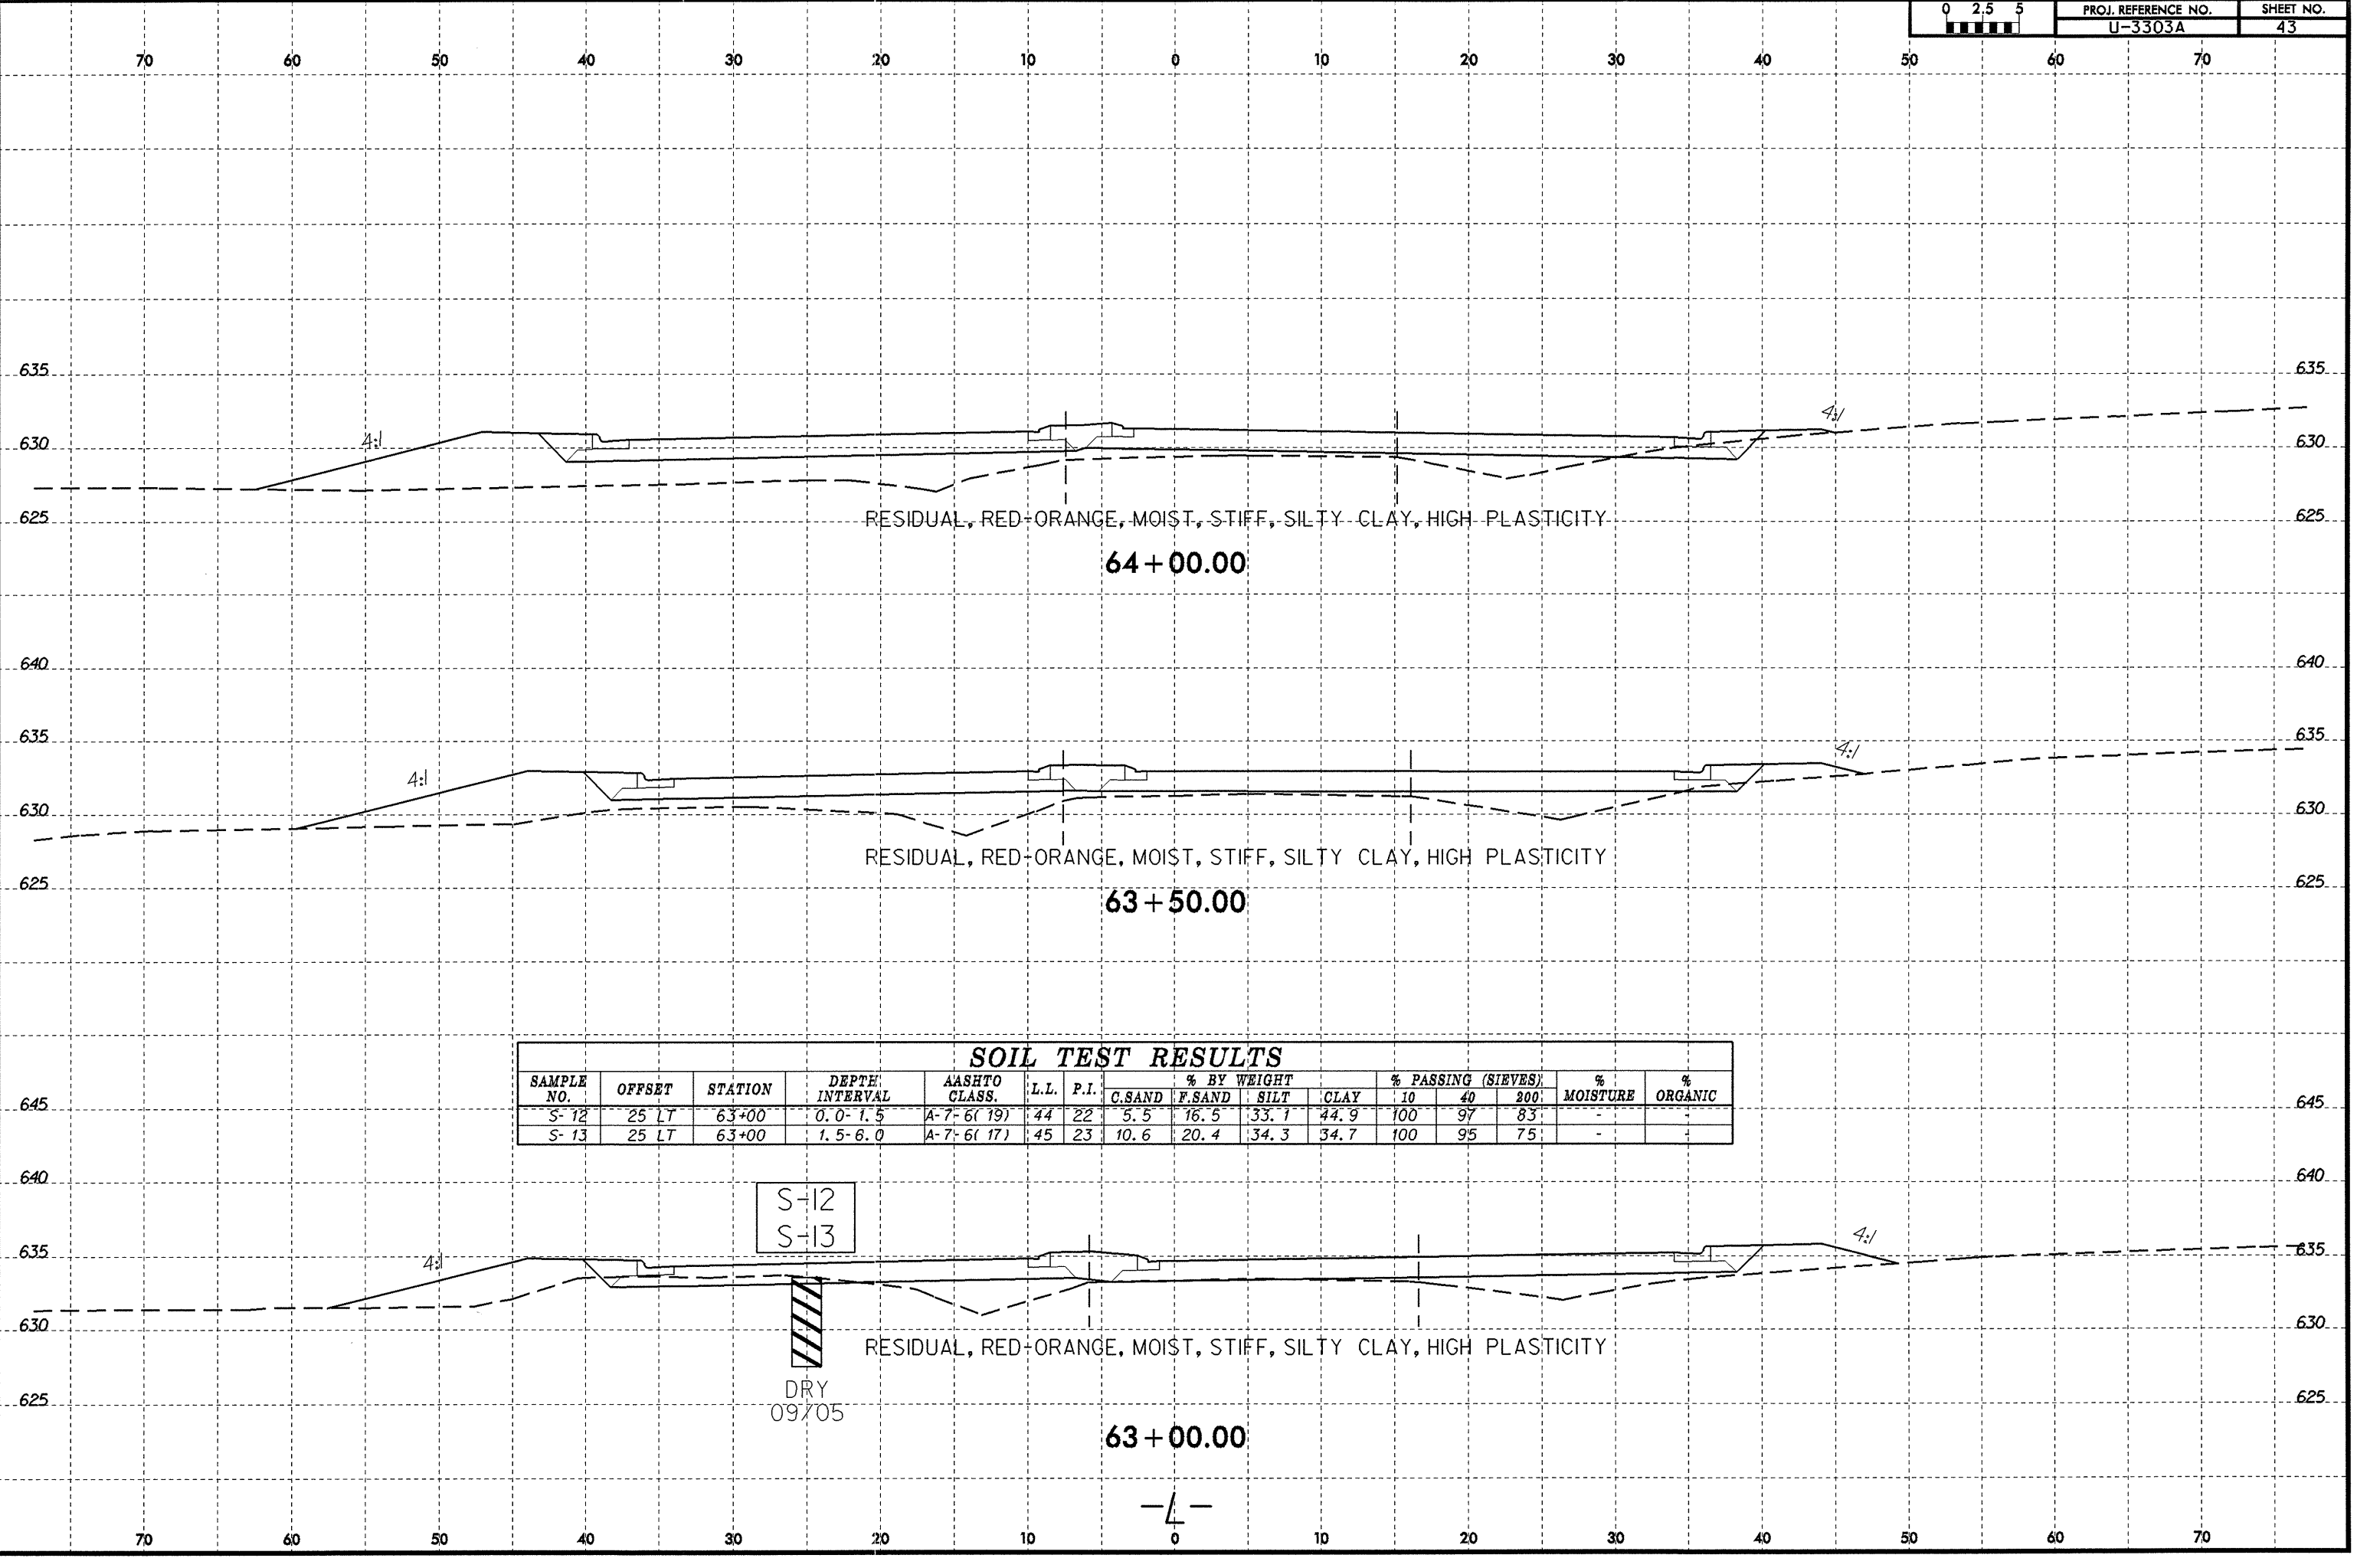 0 2.5 5
PROJ. REFERENCE NO. SHEET NO.
U-3303A 43
70 60 50 40 30 20 10 0 10 20 30 40 50 60 70
635 635
4:1 4:1
630 630
625 RESIDUAL, RED-ORANGE, MOIST, STIFF, SILTY CLAY, HIGH PLASTICITY 625
64+00.00
640 640
635 635
4:1 4:1
630 630
RESIDUAL, RED-ORANGE, MOIST, STIFF, SILTY CLAY, HIGH PLASTICITY
625 625
63+50.00
SOIL TEST RESULTS
SAMPLE NO. OFFSET STATION DEPTH INTERVAL AASHTO CLASS. L.L. P.I. % BY WEIGHT % PASSING (SIEVES) % MOISTURE % ORGANIC
C.SAND F.SAND SILT CLAY 10 40 200
645 645
S-12 25 LT 63+00 0.0-1.5 A-7-6(19) 44 22 5.5 16.5 33.1 44.9 100 97 83 - -
S-13 25 LT 63+00 1.5-6.0 A-7-6(17) 45 23 10.6 20.4 34.3 34.7 100 95 75 - -
640 640
S-12
S-13
635 635
4:1 4:1
630 630
RESIDUAL, RED-ORANGE, MOIST, STIFF, SILTY CLAY, HIGH PLASTICITY
DRY
09/05
625 625
63+00.00
-L-
70 60 50 40 30 20 10 0 10 20 30 40 50 60 70